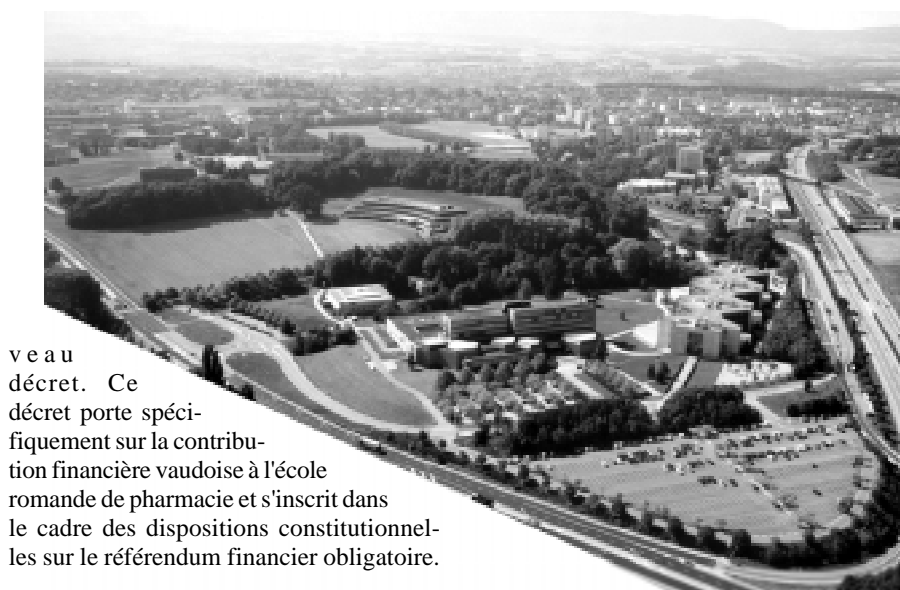 veau
décret. Ce
décret porte spéci-
fiquement sur la contribu-
tion financière vaudoise à l'école
romande de pharmacie et s'inscrit dans
le cadre des dispositions constitutionnel-
les sur le référendum financier obligatoire.